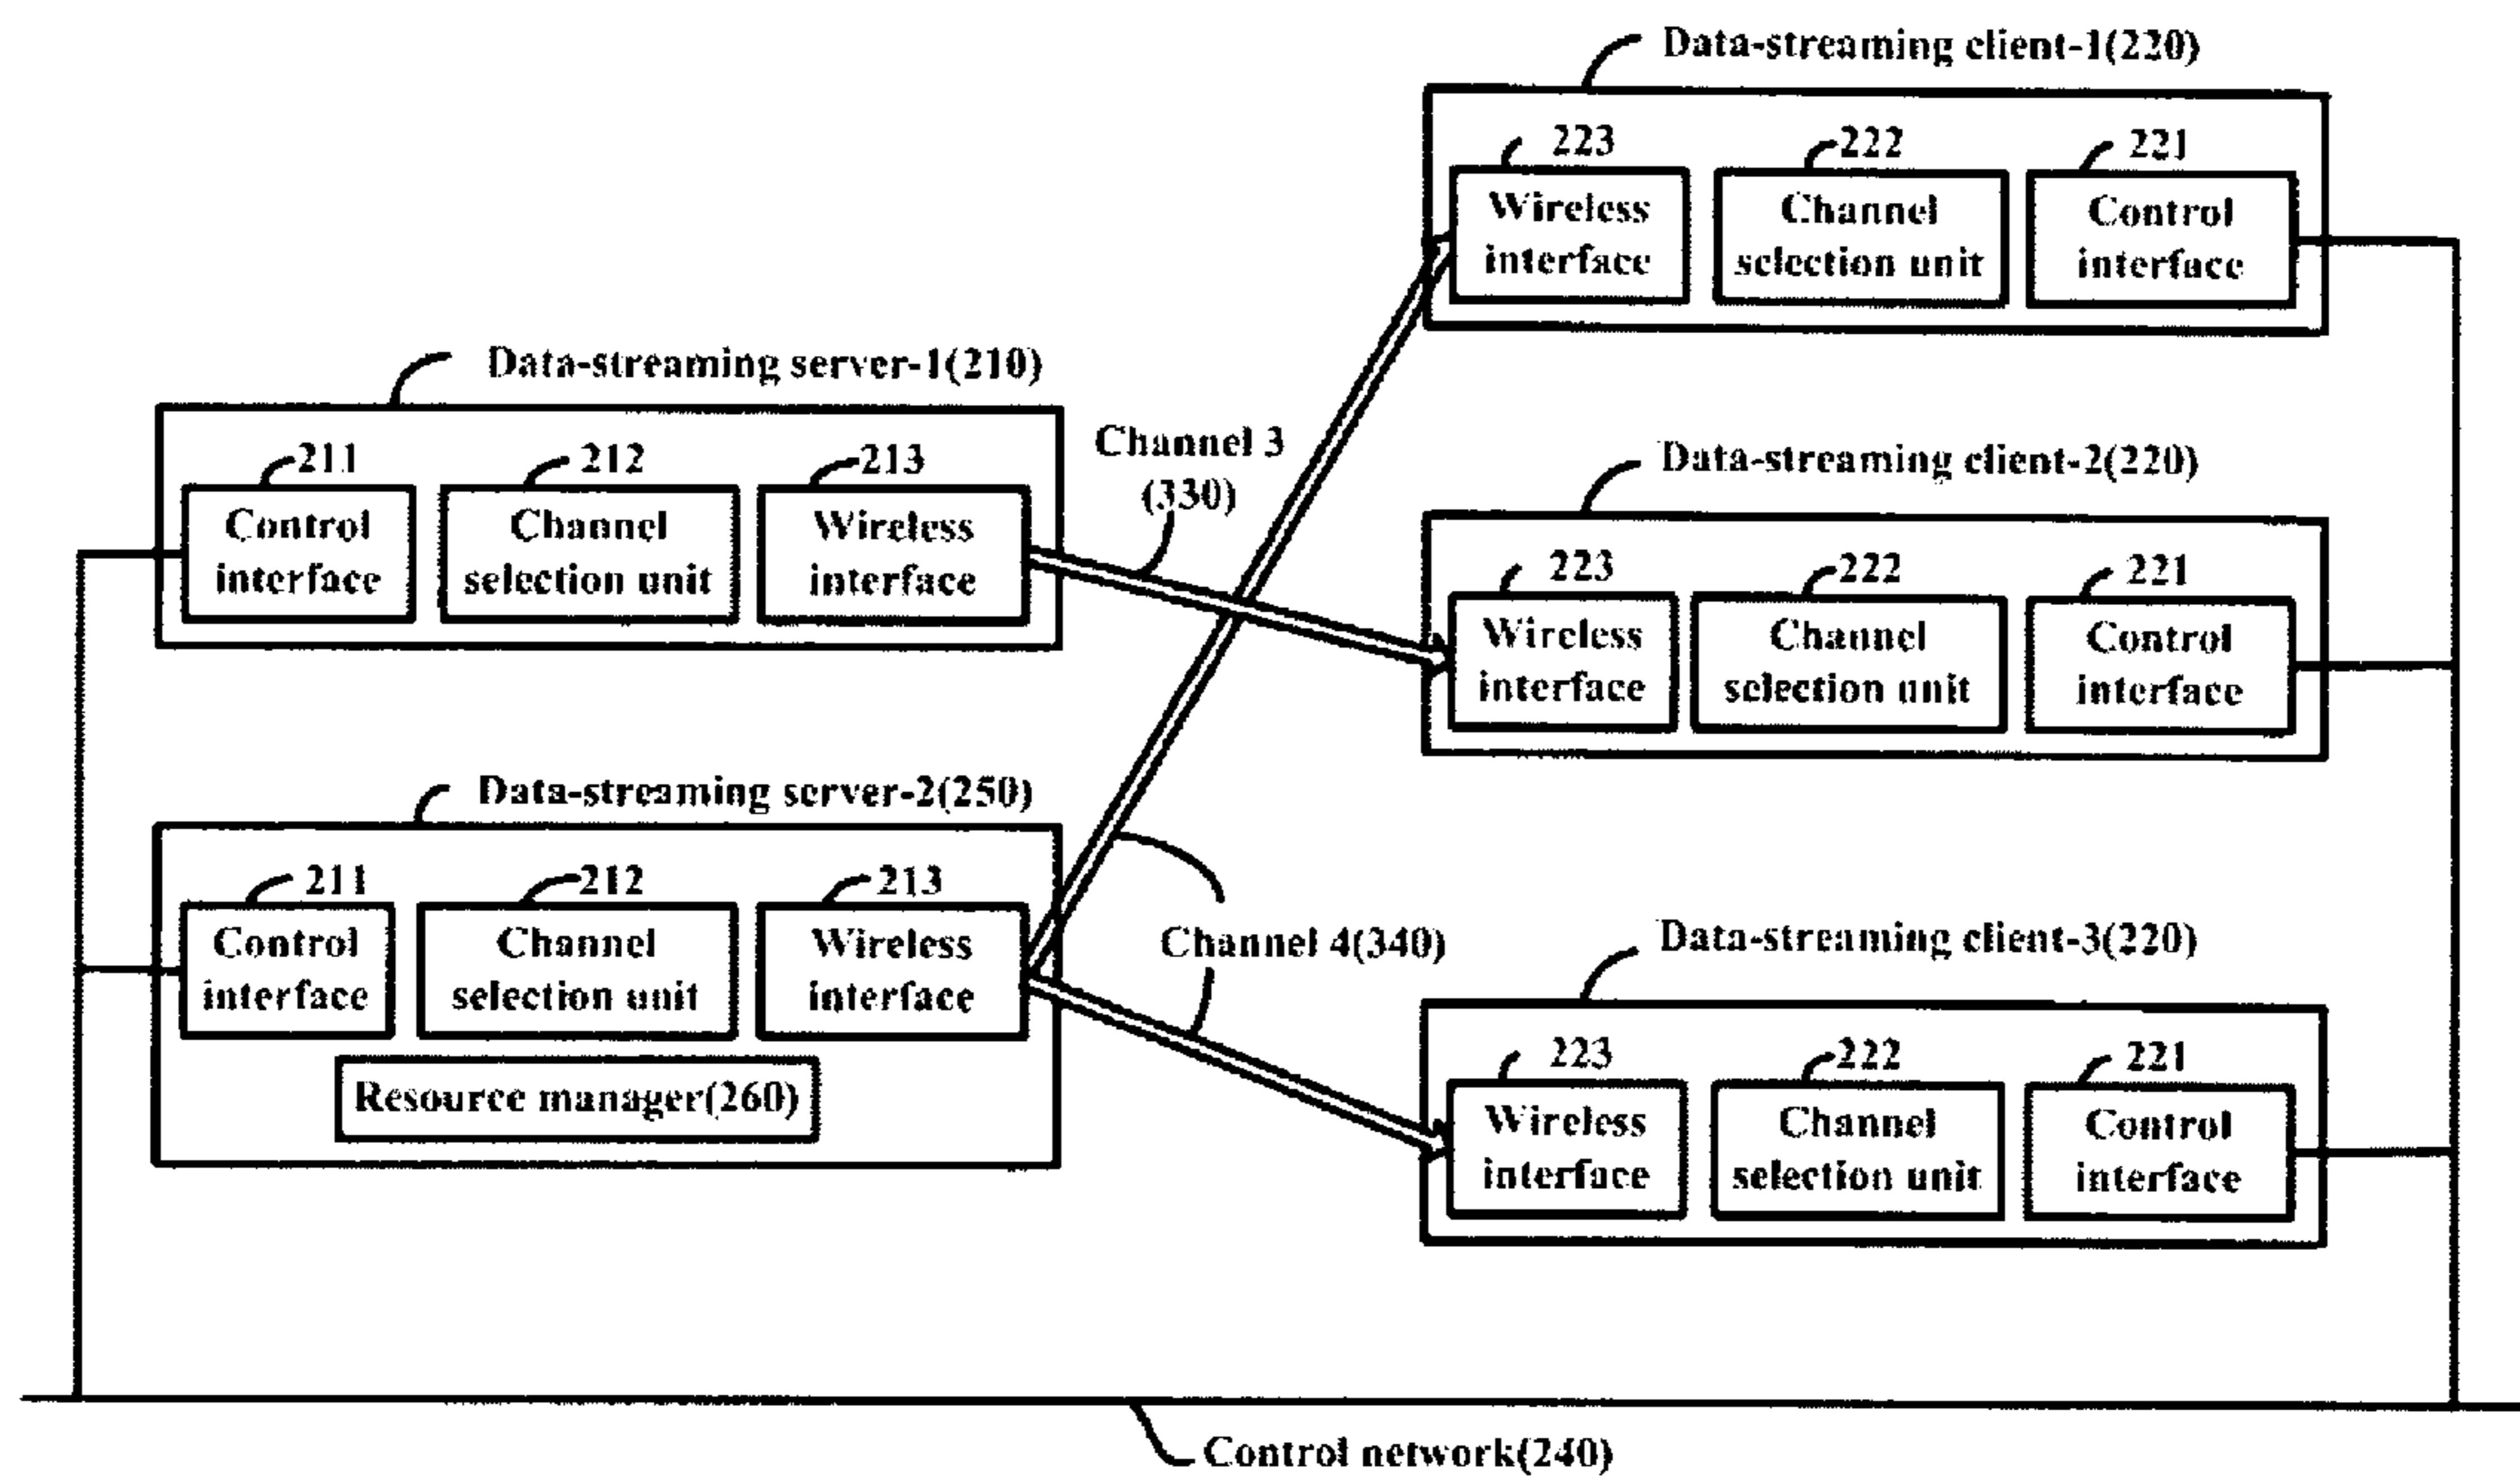 Data-streaming client-1(220)
223
222
221
Wireless
interface
Channel
selection unit
Control
interface
Data-streaming server-1(210)
211
212
213
Control
interface
Channel
selection unit
Wireless
interface
Channel 3
(330)
Data-streaming client-2(220)
223
222
221
Wireless
interface
Channel
selection unit
Control
interface
Data-streaming server-2(250)
211
212
213
Control
interface
Channel
selection unit
Wireless
interface
Resource manager(260)
Channel 4(340)
Data-streaming client-3(220)
223
222
221
Wireless
interface
Channel
selection unit
Control
interface
Control network(240)